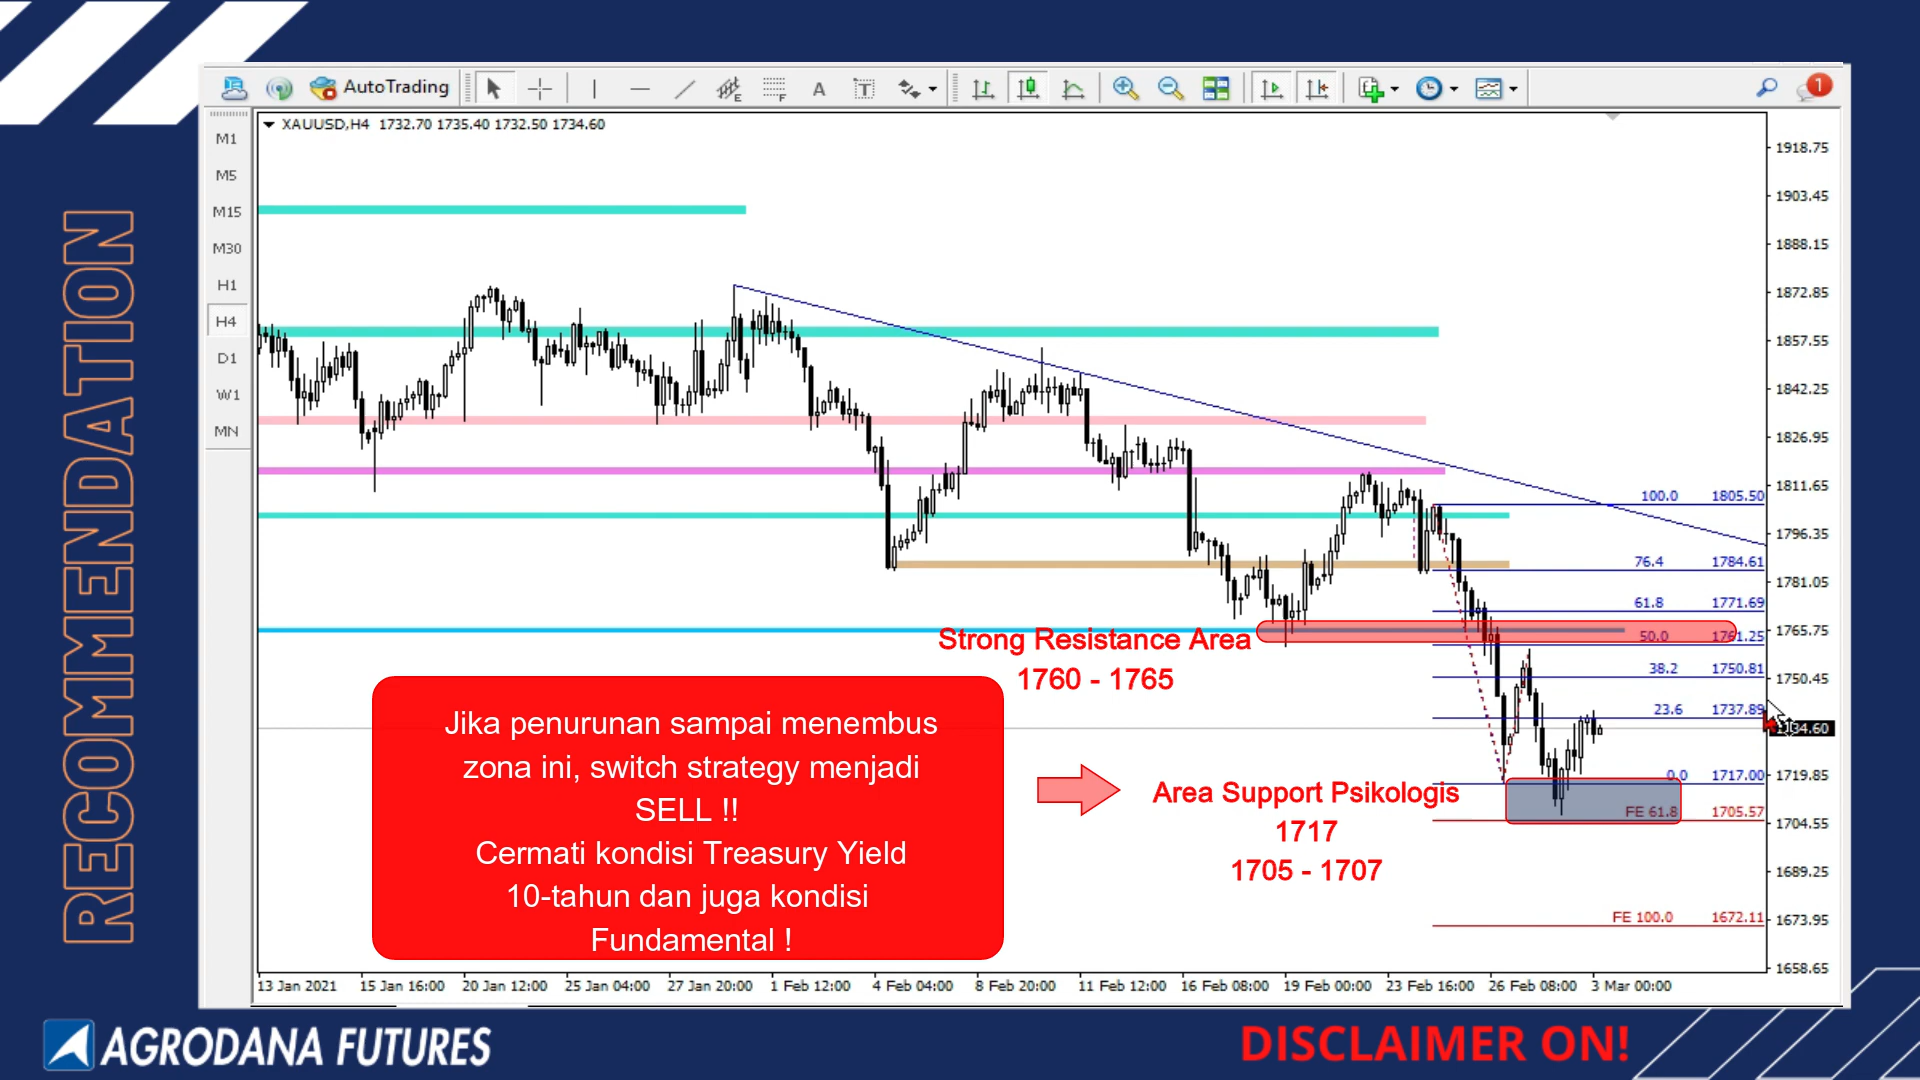 RECOMMENDATION
AutoTrading
E
F
A
T
1
M1
M5
M15
M30
H1
H4
D1
W1
MN
XAUUSD,H4 1732.70 1735.40 1732.50 1734.60
1918.75
1903.45
1888.15
1872.85
1857.55
1842.25
1826.95
1811.65
1796.35
1781.05
1765.75
1750.45
1719.85
1704.55
1689.25
1673.95
1658.65
100.0 1805.50
76.4 1784.61
61.8 1771.69
50.0 1761.25
38.2 1750.81
23.6 1737.89
0.0 1717.00
FE 61.8 1705.57
FE 100.0 1672.11
Strong Resistance Area
1760 - 1765
Jika penurunan sampai menembus
zona ini, switch strategy menjadi
SELL !!
Cermati kondisi Treasury Yield
10-tahun dan juga kondisi
Fundamental !
Area Support Psikologis
1717
1705 - 1707
13 Jan 2021 15 Jan 16:00 20 Jan 12:00 25 Jan 04:00 27 Jan 20:00 1 Feb 12:00 4 Feb 04:00 8 Feb 20:00 11 Feb 12:00 16 Feb 08:00 19 Feb 00:00 23 Feb 16:00 26 Feb 08:00 3 Mar 00:00
AGRODANA FUTURES
DISCLAIMER ON!